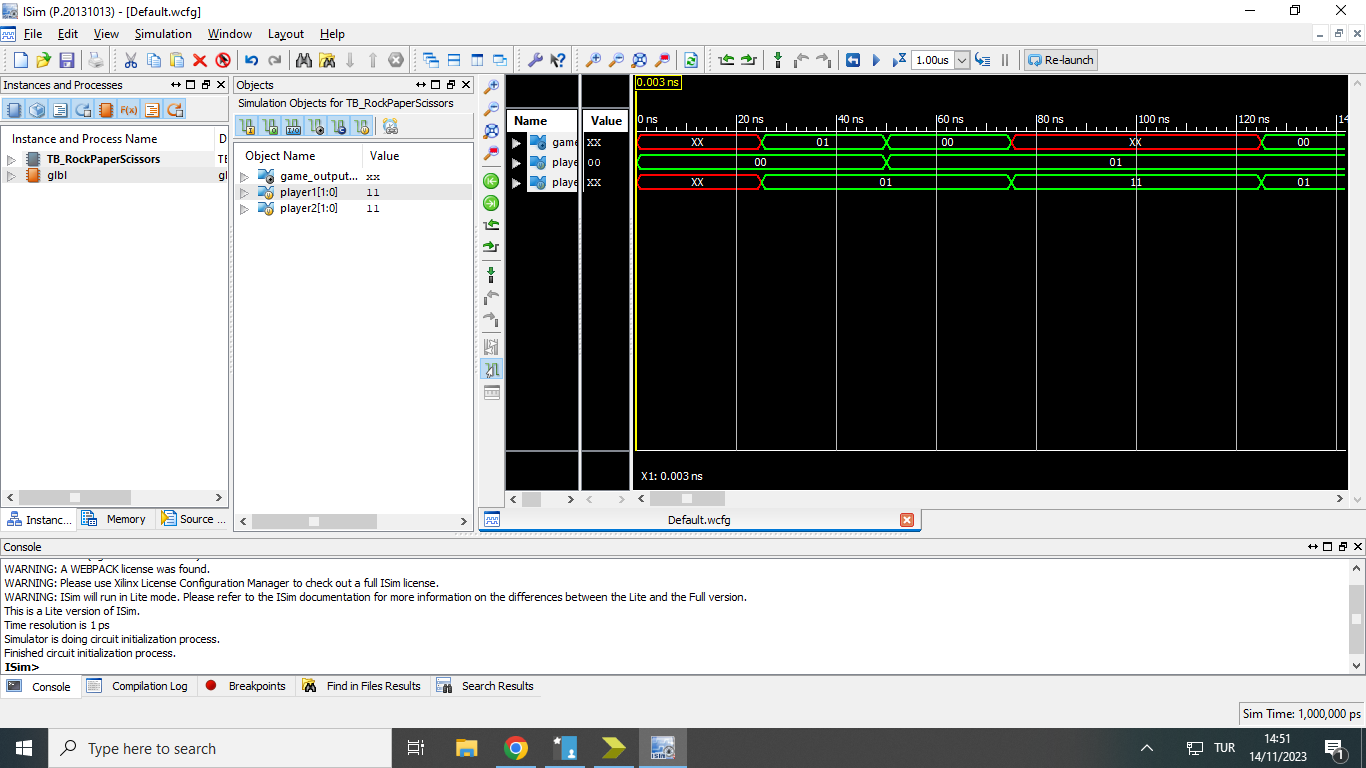 ISim (P.20131013) - [Default.wcfg]
File Edit View Simulation Window Layout Help
1.00us Re-launch
Instances and Processes
Instance and Process Name D
TB_RockPaperScissors TE
glbl gl
Instanc... Memory Source ...
Objects
Simulation Objects for TB_RockPaperScissors
Object Name Value
game_output... xx
player1[1:0] 11
player2[1:0] 11
Name Value
game XX
playe 00
playe XX
0.003 ns
0 ns 20 ns 40 ns 60 ns 80 ns 100 ns 120 ns 14
XX 01 00 XX 00
00 01
XX 01 11 01
X1: 0.003 ns
Default.wcfg
Console
WARNING: A WEBPACK license was found.
WARNING: Please use Xilinx License Configuration Manager to check out a full ISim license.
WARNING: ISim will run in Lite mode. Please refer to the ISim documentation for more information on the differences between the Lite and the Full version.
This is a Lite version of ISim.
Time resolution is 1 ps
Simulator is doing circuit initialization process.
Finished circuit initialization process.
ISim>
Console Compilation Log Breakpoints Find in Files Results Search Results
Sim Time: 1,000,000 ps
Type here to search
TUR
14:51
14/11/2023
1